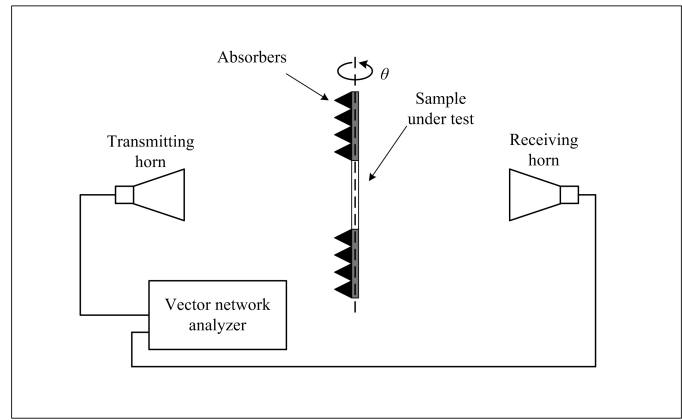 Absorbers
θ
Sample
under test
Transmitting
horn
Receiving
horn
Vector network
analyzer